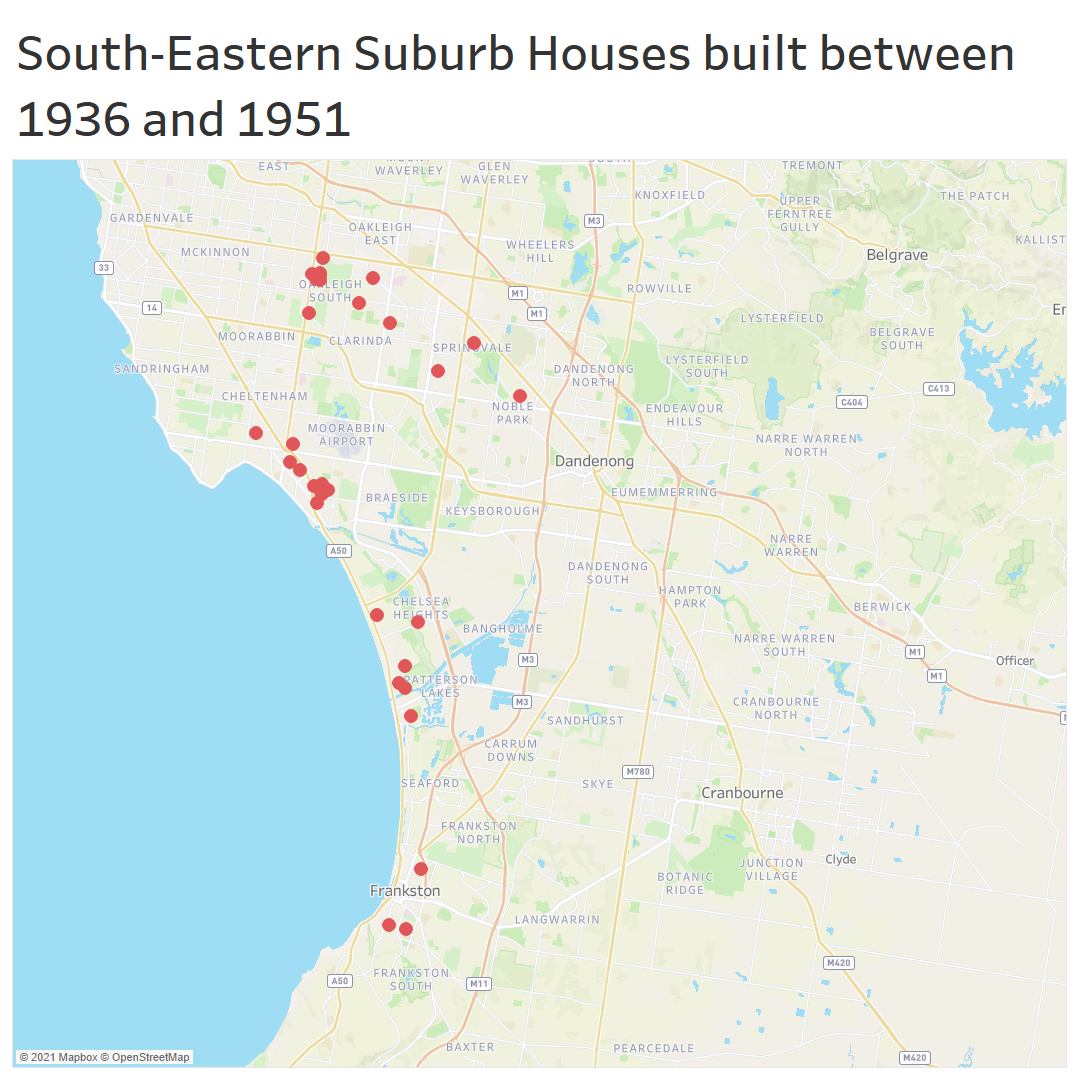 South-Eastern Suburb Houses built between
1936 and 1951
EAST
MOUNT
WAVERLEY
GLEN
WAVERLEY
SOUTH
TREMONT
KNOXFIELD
THE PATCH
UPPER
FERNTREE
GULLY
GARDENVALE
M3
OAKLEIGH
EAST
KALLIST
MCKINNON
WHEELERS
HILL
Belgrave
33
OAKLEIGH
SOUTH
ROWVILLE
M1
14
M1
LYSTERFIELD
MOORABBIN
CLARINDA
SPRINGVALE
BELGRAVE
SOUTH
SANDRINGHAM
DANDENONG
NORTH
LYSTERFIELD
SOUTH
CHELTENHAM
C413
C404
NOBLE
PARK
ENDEAVOUR
HILLS
MOORABBIN
AIRPORT
NARRE WARREN
NORTH
Dandenong
BRAESIDE
EUMEMMERRING
KEYSBOROUGH
A50
NARRE
WARREN
DANDENONG
SOUTH
HAMPTON
PARK
CHELSEA
HEIGHTS
BERWICK
BANGHOLME
NARRE WARREN
SOUTH
M1
M3
Officer
M1
PATTERSON
LAKES
M3
CRANBOURNE
NORTH
SANDHURST
CARRUM
DOWNS
M780
SEAFORD
SKYE
Cranbourne
FRANKSTON
NORTH
JUNCTION
VILLAGE
Clyde
BOTANIC
RIDGE
Frankston
LANGWARRIN
M420
FRANKSTON
SOUTH
A50
M11
BAXTER
PEARCEDALE
M420
© 2021 Mapbox © OpenStreetMap